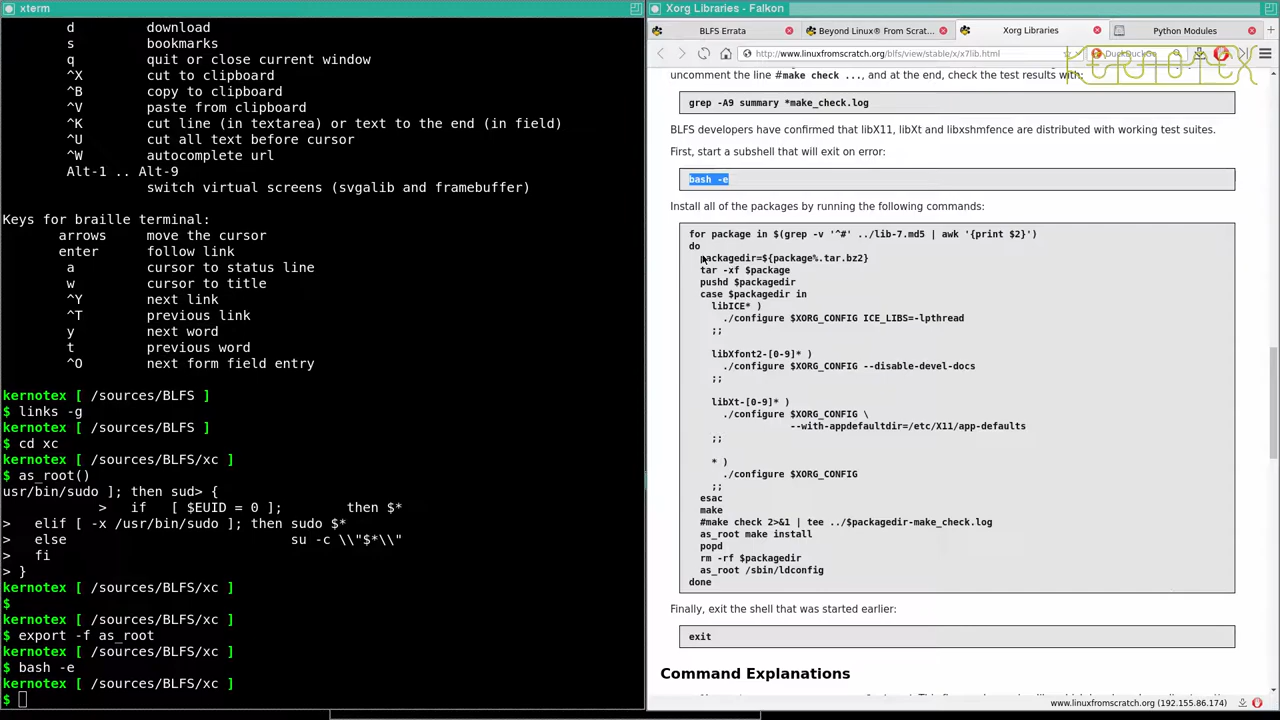 xterm
d download
s bookmarks
q quit or close current window
^X cut to clipboard
^B copy to clipboard
^V paste from clipboard
^K cut line (in textarea) or text to the end (in field)
^U cut all text before cursor
^W autocomplete url
Alt-1 .. Alt-9
switch virtual screens (svgalib and framebuffer)
Keys for braille terminal:
arrows move the cursor
enter follow link
a cursor to status line
w cursor to title
^Y next link
^T previous link
y next word
t previous word
^O next form field entry
kernotex [ /sources/BLFS ]
$ links -g
kernotex [ /sources/BLFS ]
$ cd xc
kernotex [ /sources/BLFS/xc ]
$ as_root()
usr/bin/sudo ]; then sud> {
> if [ $EUID = 0 ]; then $*
> elif [ -x /usr/bin/sudo ]; then sudo $*
> else su -c \\"$*\\"
> fi
> }
kernotex [ /sources/BLFS/xc ]
$
kernotex [ /sources/BLFS/xc ]
$ export -f as_root
kernotex [ /sources/BLFS/xc ]
$ bash -e
kernotex [ /sources/BLFS/xc ]
$
Xorg Libraries - Falkon
BLFS Errata
Beyond Linux® From Scrat...
Xorg Libraries
Python Modules
http://www.linuxfromscratch.org/blfs/view/stable/x/x7lib.html
DuckDuckGo
KERNOTEX
uncomment the line #make check ..., and at the end, check the test results with:
grep -A9 summary *make_check.log
BLFS developers have confirmed that libX11, libXt and libxshmfence are distributed with working test suites.
First, start a subshell that will exit on error:
bash -e
Install all of the packages by running the following commands:
for package in $(grep -v '^#' ../lib-7.md5 | awk '{print $2}')
do
packagedir=${package%.tar.bz2}
tar -xf $package
pushd $packagedir
case $packagedir in
libICE* )
./configure $XORG_CONFIG ICE_LIBS=-lpthread
;;
libXfont2-[0-9]* )
./configure $XORG_CONFIG --disable-devel-docs
;;
libXt-[0-9]* )
./configure $XORG_CONFIG \
--with-appdefaultdir=/etc/X11/app-defaults
;;
* )
./configure $XORG_CONFIG
;;
esac
make
#make check 2>&1 | tee ../$packagedir-make_check.log
as_root make install
popd
rm -rf $packagedir
as_root /sbin/ldconfig
done
Finally, exit the shell that was started earlier:
exit
Command Explanations
www.linuxfromscratch.org (192.155.86.174)